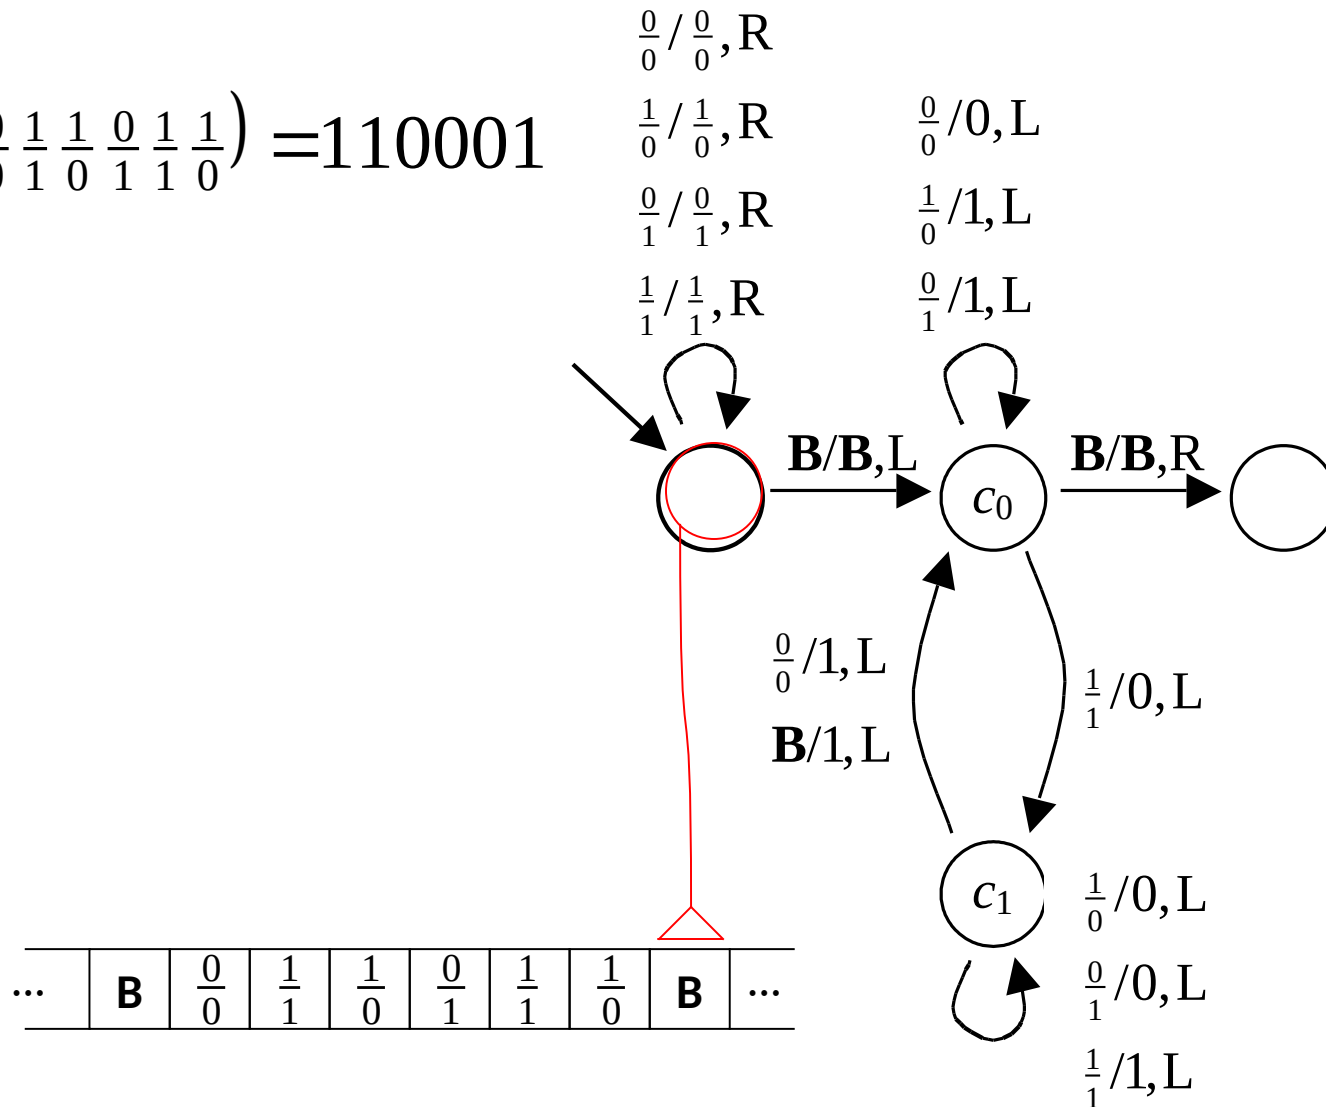 0/0 / 0/0 , R
1/0 / 1/0 , R
0/1 / 0/1 , R
1/1 / 1/1 , R
1/1 1/0 0/1 1/1 1/0 ) =110001
0/0 /0, L
1/0 /1, L
0/1 /1, L
B/B, L
c0
B/B, R
0/0 /1, L
B/1, L
1/1 /0, L
c1
1/0 /0, L
0/1 /0, L
1/1 /1, L
... B 0/0 1/1 1/0 0/1 1/1 1/0 B ...